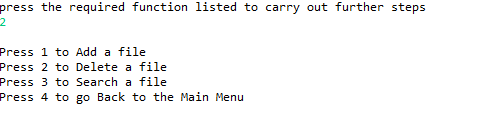 press the required function listed to carry out further steps
2
Press 1 to Add a file
Press 2 to Delete a file
Press 3 to Search a file
Press 4 to go Back to the Main Menu